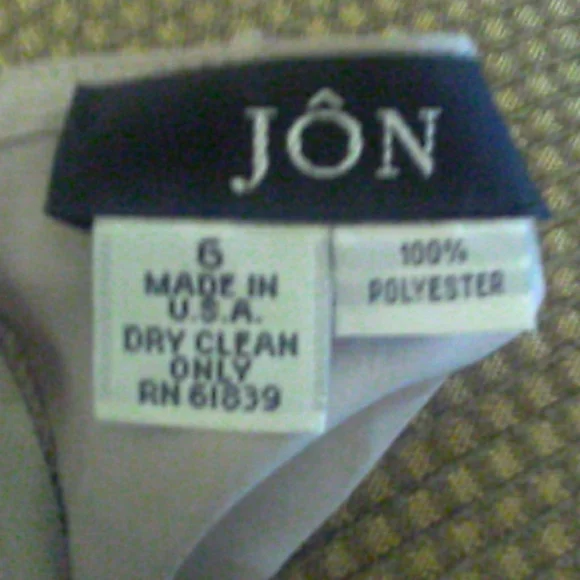 JÔN
6
MADE IN
U.S.A.
DRY CLEAN
ONLY
RN 61839
100%
POLYESTER